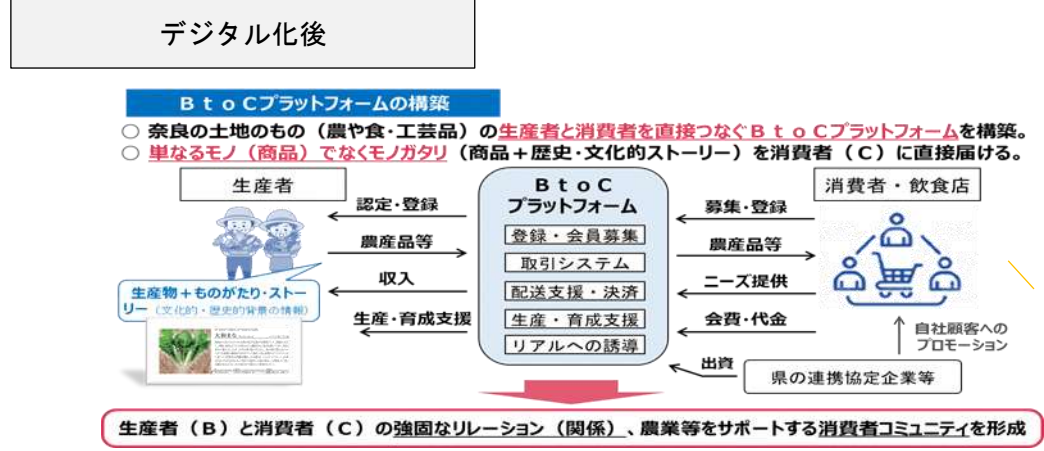 デジタル化後
ＢｔｏＣプラットフォームの構築
○ 奈良の土地のもの（農や食・工芸品）の生産者と消費者を直接つなぐＢｔｏＣプラットフォームを構築。
○ 単なるモノ（商品）でなくモノガタリ（商品＋歴史・文化的ストーリー）を消費者（Ｃ）に直接届ける。
生産者
認定・登録
農産品等
収入
生産・育成支援
生産物＋ものがたり・ストー
リー（文化的・歴史的背景の情報）
ＢｔｏＣ
プラットフォーム
登録・会員募集
取引システム
配送支援・決済
生産・育成支援
リアルへの誘導
募集・登録
農産品等
ニーズ提供
会費・代金
出資
消費者・飲食店
自社顧客への
プロモーション
県の連携協定企業等
生産者（Ｂ）と消費者（Ｃ）の強固なリレーション（関係）、農業等をサポートする消費者コミュニティを形成